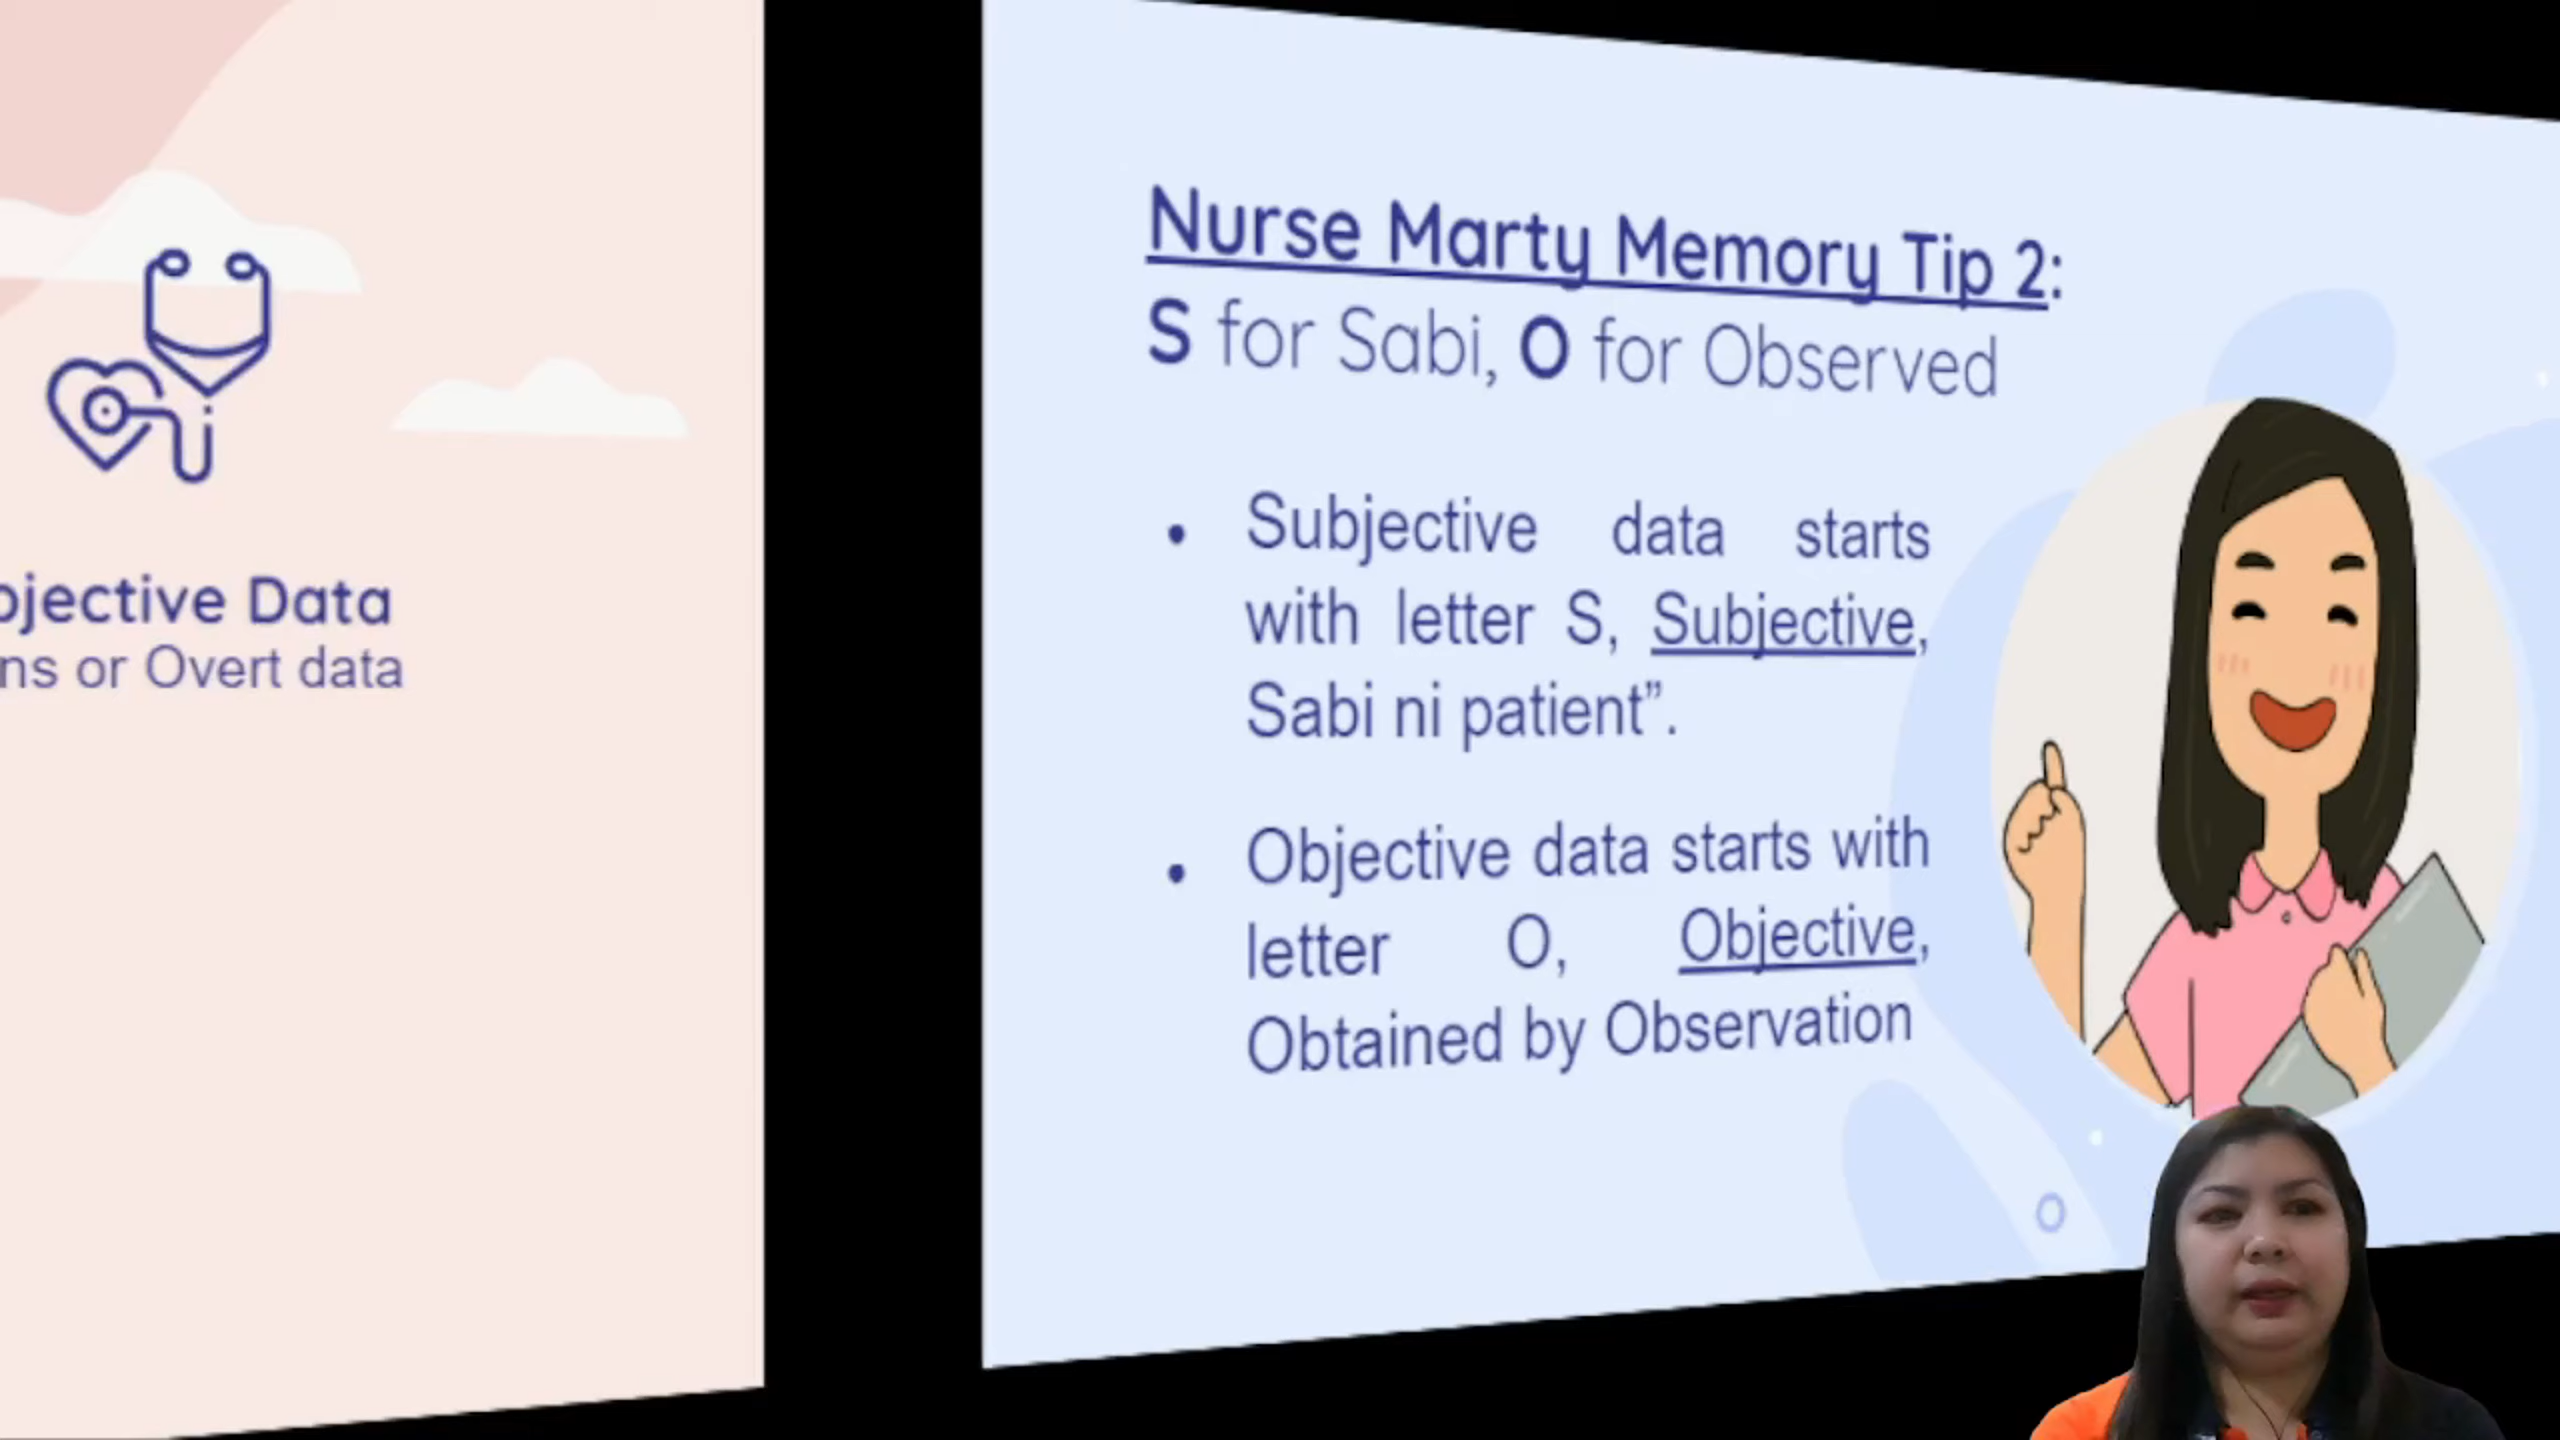 bjective Data
ns or Overt data
Nurse Marty Memory Tip 2:
S for Sabi, O for Observed
• Subjective data starts
with letter S, Subjective,
Sabi ni patient”.
• Objective data starts with
letter O, Objective,
Obtained by Observation